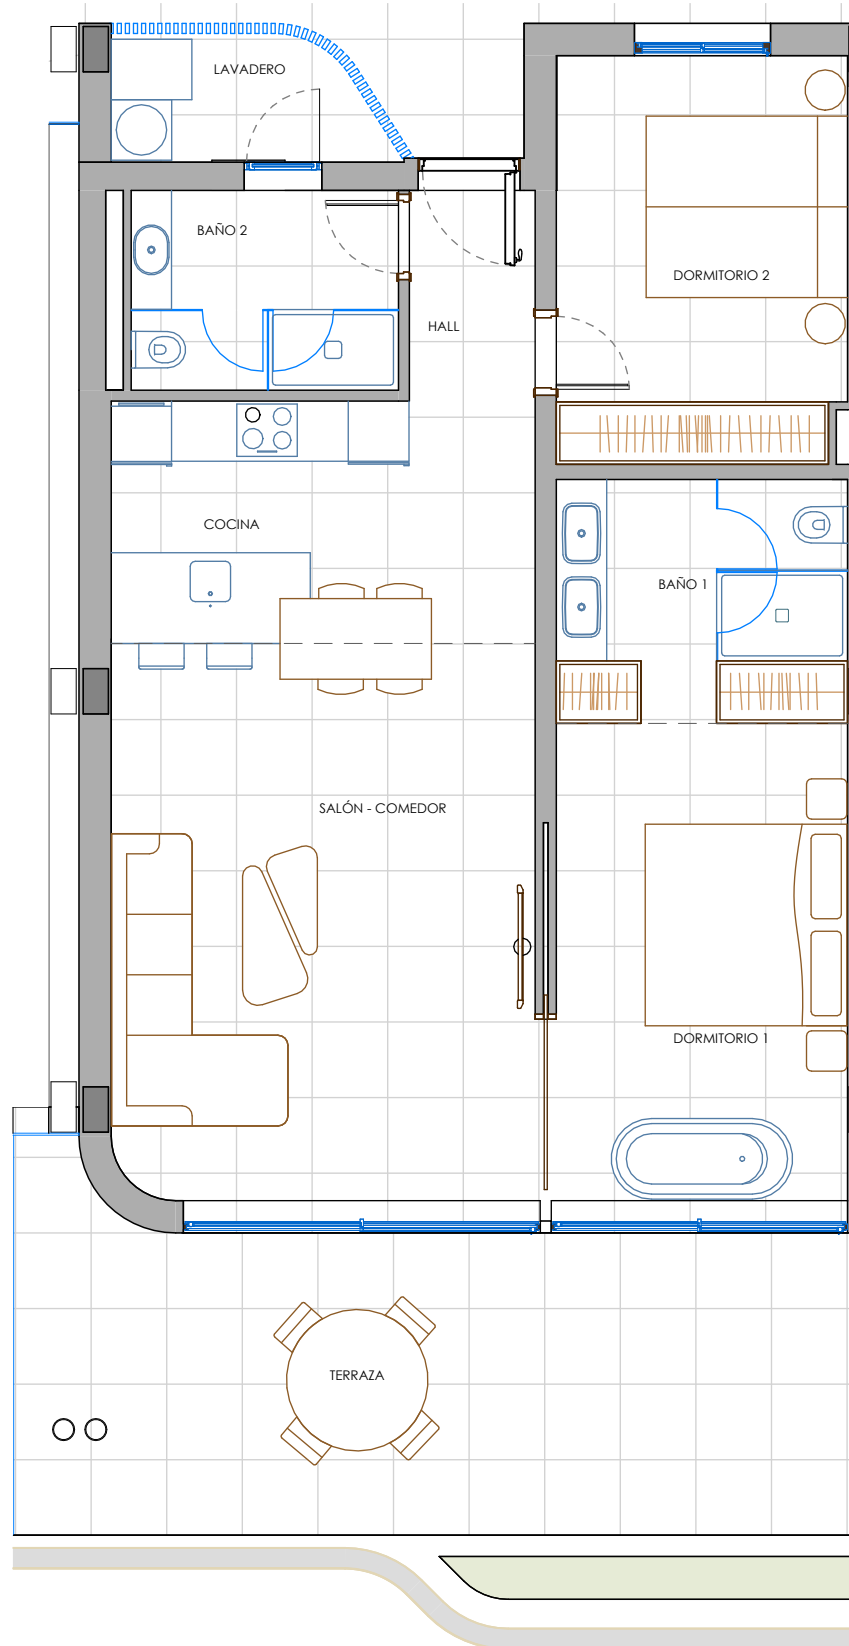 LAVADERO
BAÑO 2
DORMITORIO 2
HALL
COCINA
BAÑO 1
SALÓN - COMEDOR
DORMITORIO 1
TERRAZA